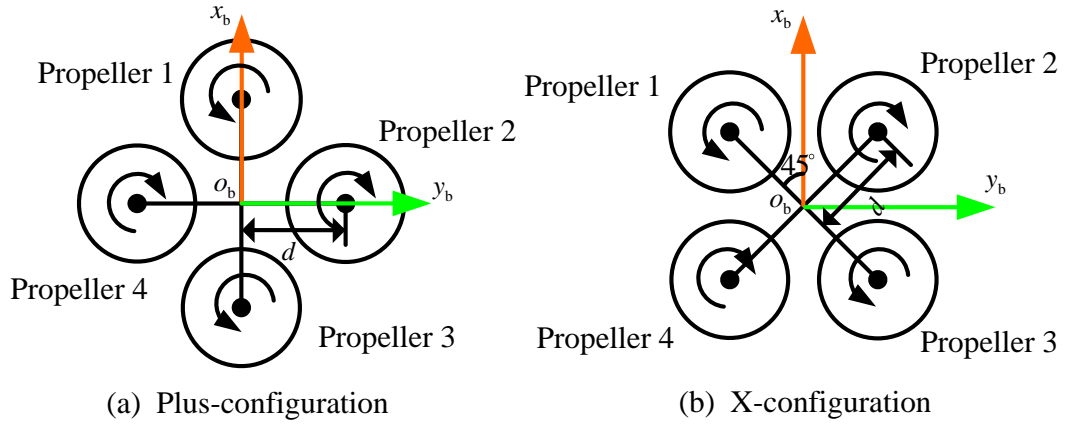 x_b
Propeller 1
Propeller 2
o_b
y_b
d
Propeller 4
Propeller 3
(a) Plus-configuration
x_b
Propeller 1
Propeller 2
45°
o_b
y_b
d
Propeller 4
Propeller 3
(b) X-configuration